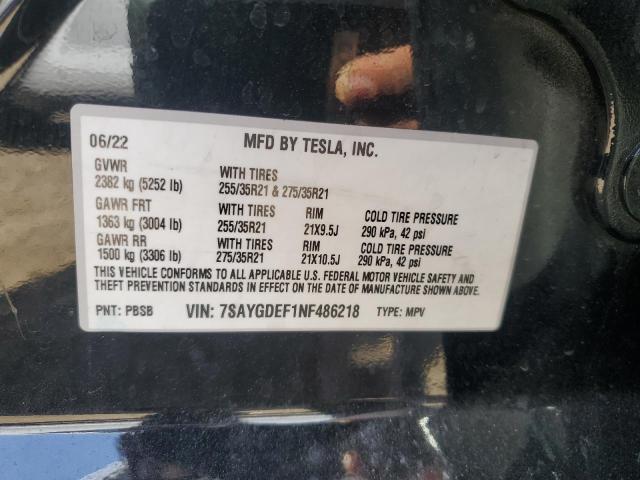 06/22 MFD BY TESLA, INC.
GVWR WITH TIRES
2382 kg (5252 lb) 255/35R21 & 275/35R21
GAWR FRT WITH TIRES RIM COLD TIRE PRESSURE
1363 kg (3004 lb) 255/35R21 21X9.5J 290 kPa, 42 psi
GAWR RR WITH TIRES RIM COLD TIRE PRESSURE
1500 kg (3306 lb) 275/35R21 21X10.5J 290 kPa, 42 psi
THIS VEHICLE CONFORMS TO ALL APPLICABLE U.S. FEDERAL MOTOR VEHICLE SAFETY AND
THEFT PREVENTION STANDARDS IN EFFECT ON THE DATE OF MANUFACTURE SHOWN ABOVE.
PNT: PBSB VIN: 7SAYGDEF1NF486218 TYPE: MPV